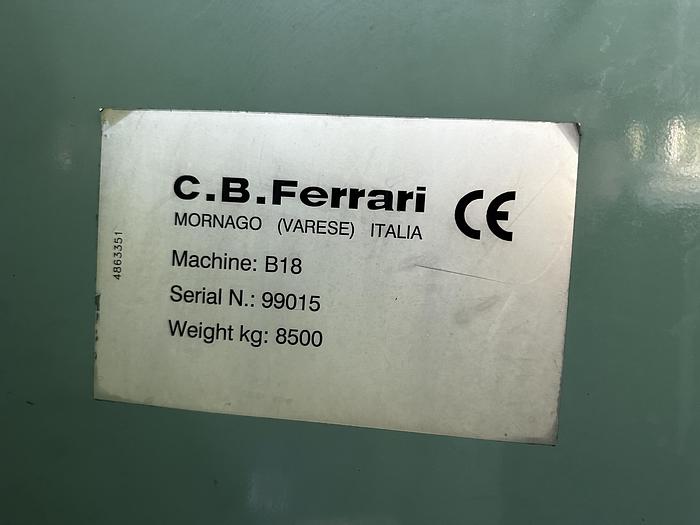 C.B.Ferrari CE
MORNAGO (VARESE) ITALIA
Machine: B18
Serial N.: 99015
Weight kg: 8500
4863351